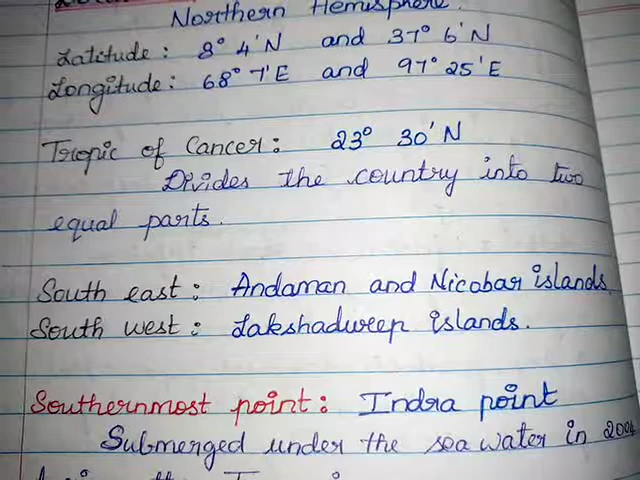 Northern Hemisphere.
Latitude: 8° 4'N and 37° 6'N
Longitude: 68° 7'E and 97° 25'E
Tropic of Cancer: 23° 30'N
Divides the country into two
equal parts.
South east: Andaman and Nicobar islands
South west: Lakshadweep islands.
Southernmost point: Indra point
Submerged under the sea water in 2004